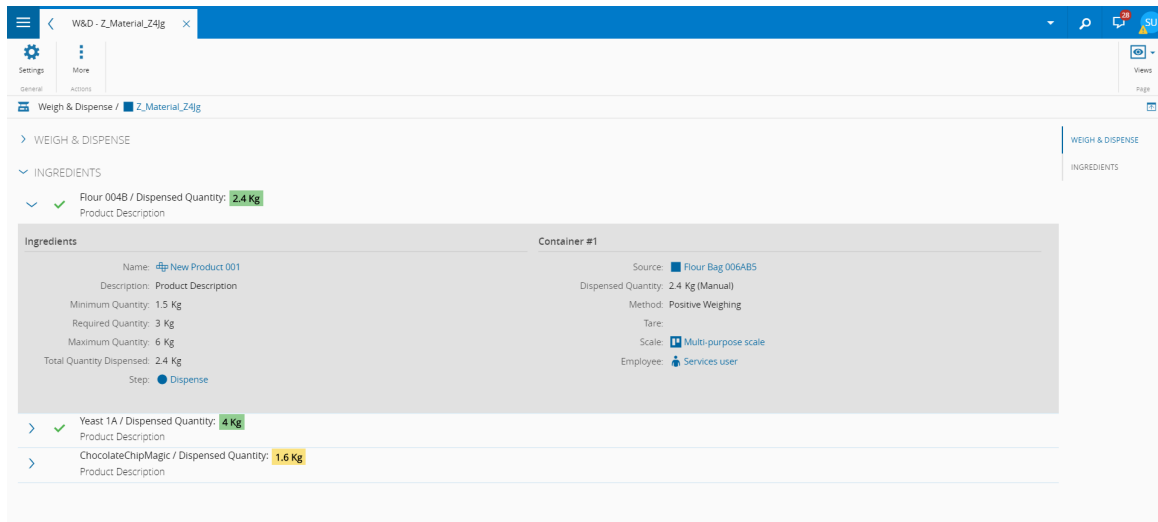 W&D - Z_Material_Z4Jg
28
SU
Settings
More
Views
General
Actions
Page
Weigh & Dispense / Z_Material_Z4Jg
WEIGH & DISPENSE
WEIGH & DISPENSE
INGREDIENTS
INGREDIENTS
Flour 004B / Dispensed Quantity: 2.4 Kg
Product Description
Ingredients
Name: New Product 001
Description: Product Description
Minimum Quantity: 1.5 Kg
Required Quantity: 3 Kg
Maximum Quantity: 6 Kg
Total Quantity Dispensed: 2.4 Kg
Step: Dispense
Container #1
Source: Flour Bag 006AB5
Dispensed Quantity: 2.4 Kg (Manual)
Method: Positive Weighing
Tare:
Scale: Multi-purpose scale
Employee: Services user
Yeast 1A / Dispensed Quantity: 4 Kg
Product Description
ChocolateChipMagic / Dispensed Quantity: 1.6 Kg
Product Description